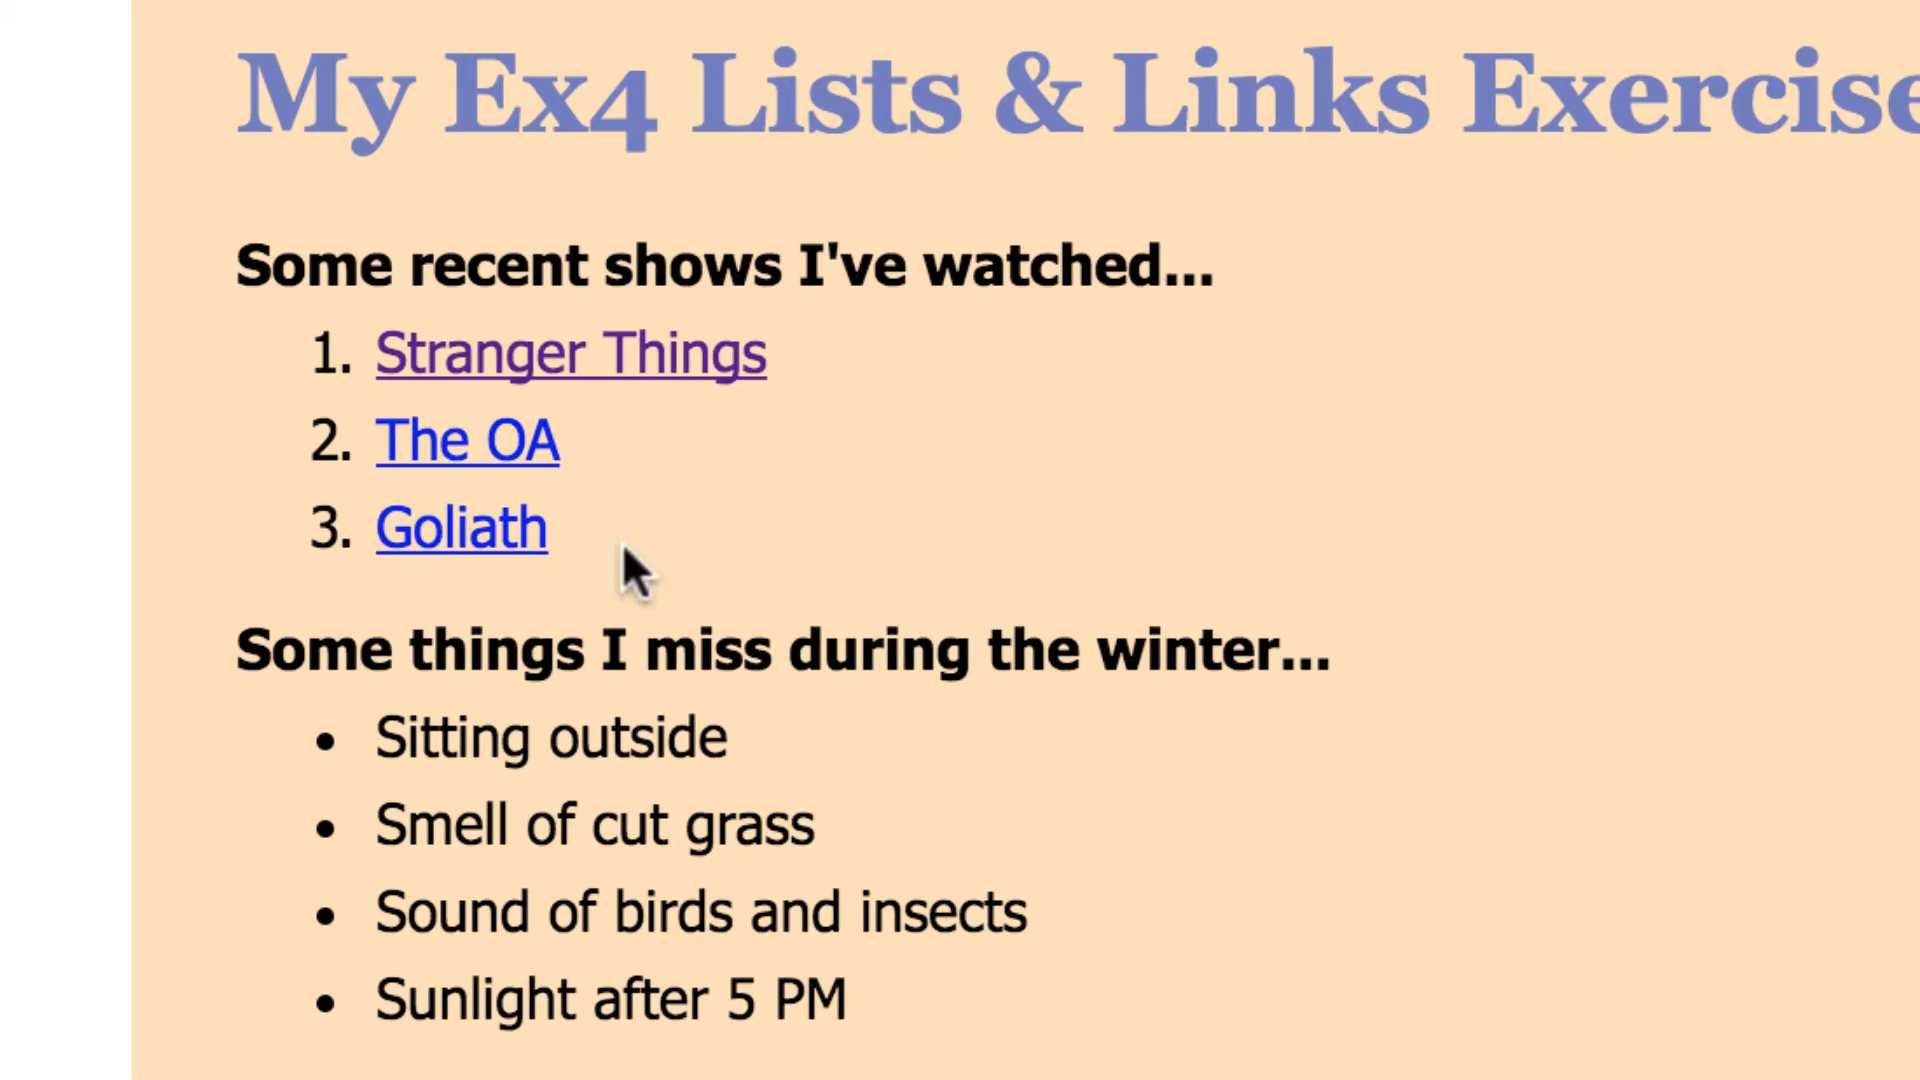 My Ex4 Lists & Links Exercise
Some recent shows I've watched...
1. Stranger Things
2. The OA
3. Goliath
Some things I miss during the winter...
• Sitting outside
• Smell of cut grass
• Sound of birds and insects
• Sunlight after 5 PM